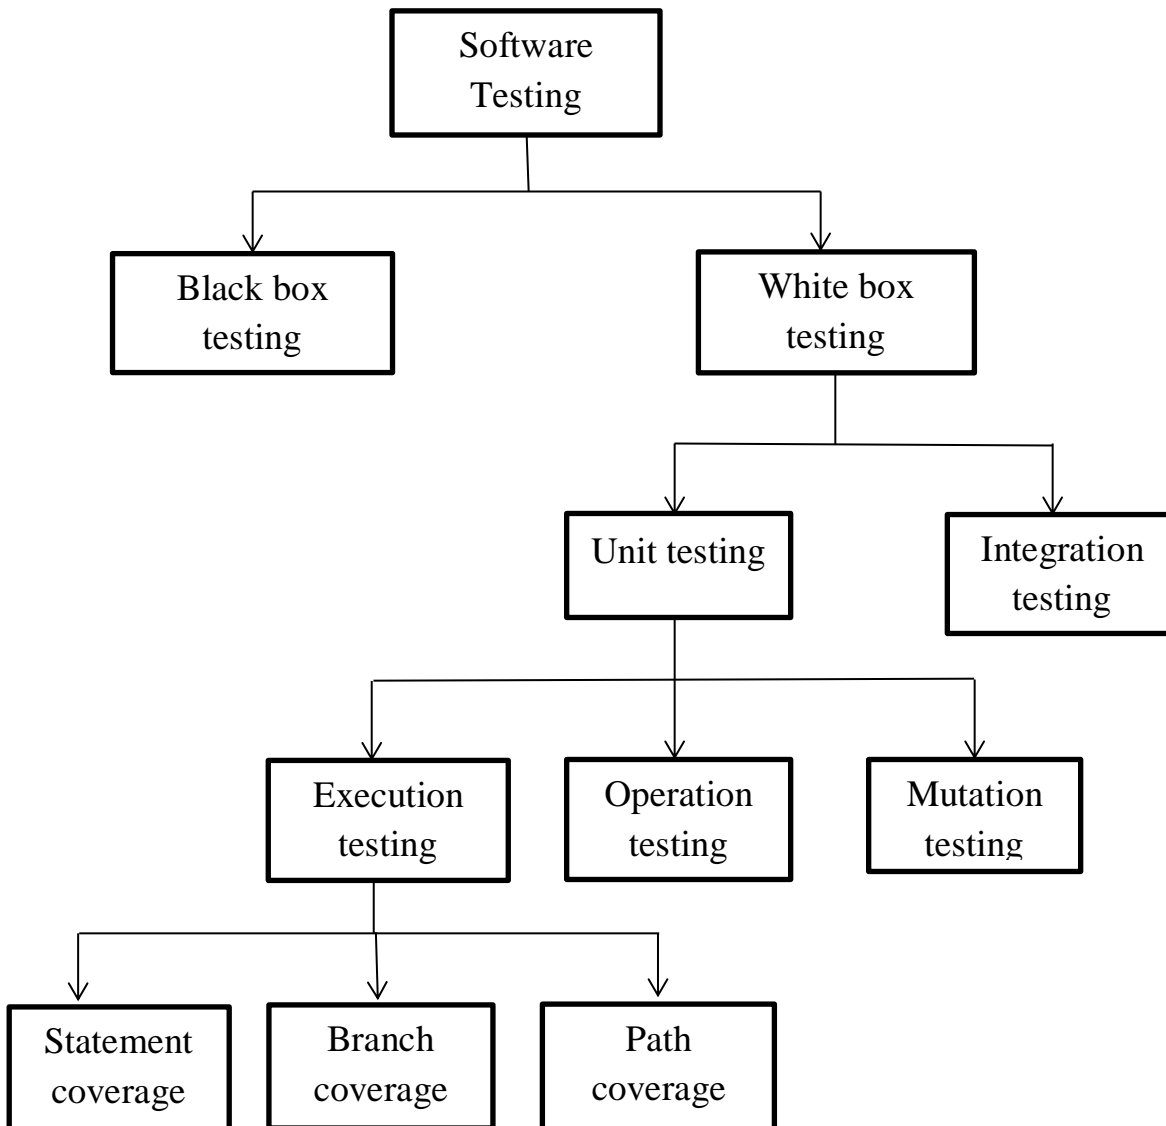 Software
Testing
Black box
testing
White box
testing
Unit testing
Integration
testing
Execution
testing
Operation
testing
Mutation
testing
Statement
coverage
Branch
coverage
Path
coverage